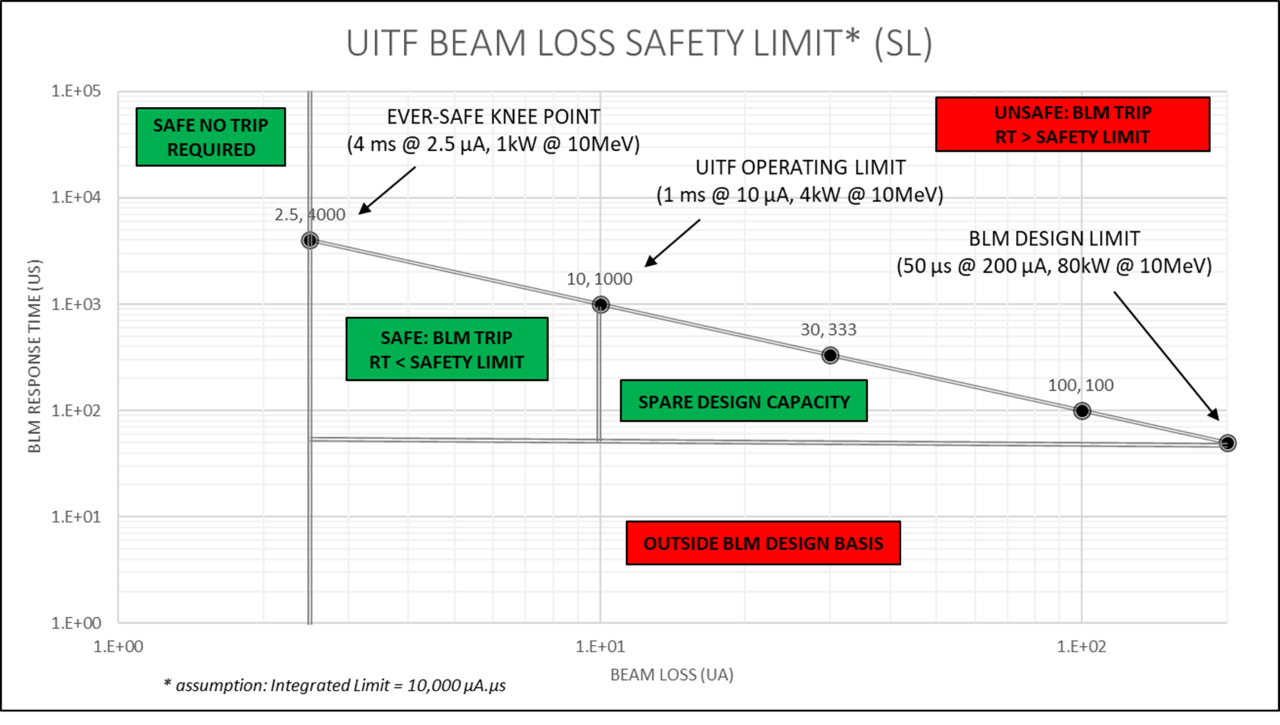 UITF BEAM LOSS SAFETY LIMIT* (SL)
1.E+05
1.E+04
1.E+03
1.E+02
1.E+01
1.E+00
BLM RESPONSE TIME (US)
SAFE NO TRIP
REQUIRED
EVER-SAFE KNEE POINT
(4 ms @ 2.5 µA, 1kW @ 10MeV)
UNSAFE: BLM TRIP
RT > SAFETY LIMIT
UITF OPERATING LIMIT
(1 ms @ 10 µA, 4kW @ 10MeV)
2.5, 4000
BLM DESIGN LIMIT
(50 µs @ 200 µA, 80kW @ 10MeV)
10, 1000
30, 333
SAFE: BLM TRIP
RT < SAFETY LIMIT
100, 100
SPARE DESIGN CAPACITY
OUTSIDE BLM DESIGN BASIS
1.E+00
1.E+01
1.E+02
BEAM LOSS (UA)
* assumption: Integrated Limit = 10,000 µA.µs